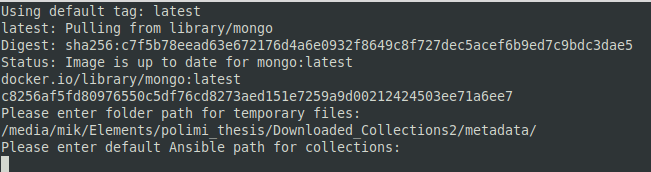 Using default tag: latest
latest: Pulling from library/mongo
Digest: sha256:c7f5b78eead63e672176d4a6e0932f8649c8f727dec5acef6b9ed7c9bdc3dae5
Status: Image is up to date for mongo:latest
docker.io/library/mongo:latest
c8256af5fd80976550c5df76cd8273aed151e7259a9d00212424503ee71a6ee7
Please enter folder path for temporary files:
/media/mik/Elements/polimi_thesis/Downloaded_Collections2/metadata/
Please enter default Ansible path for collections: